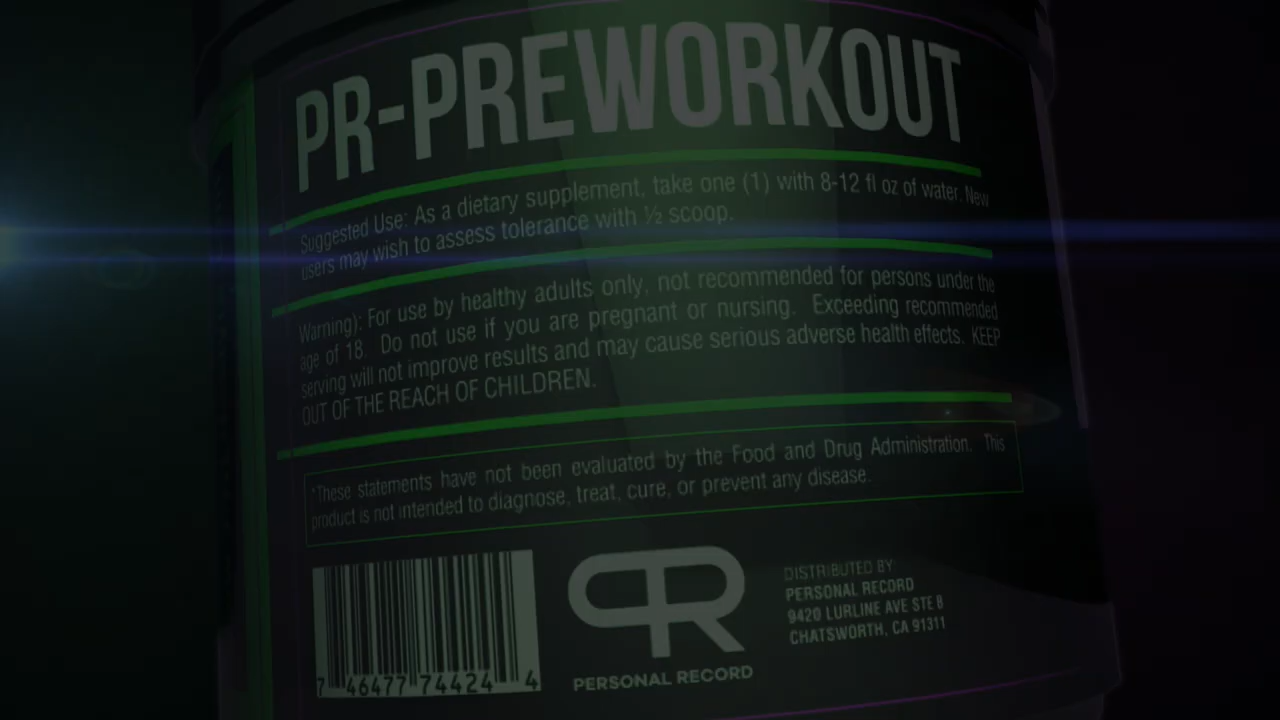 PR-PREWORKOUT
Suggested Use: As a dietary supplement, take one (1) with 8-12 fl oz of water. New
users may wish to assess tolerance with ½ scoop.
Warning): For use by healthy adults only, not recommended for persons under the
age of 18. Do not use if you are pregnant or nursing. Exceeding recommended
serving will not improve results and may cause serious adverse health effects. KEEP
OUT OF THE REACH OF CHILDREN.
*These statements have not been evaluated by the Food and Drug Administration. This
product is not intended to diagnose, treat, cure, or prevent any disease.
7 46477 74424 4
PR
PERSONAL RECORD
DISTRIBUTED BY
PERSONAL RECORD
9420 LURLINE AVE STE B
CHATSWORTH, CA 91311